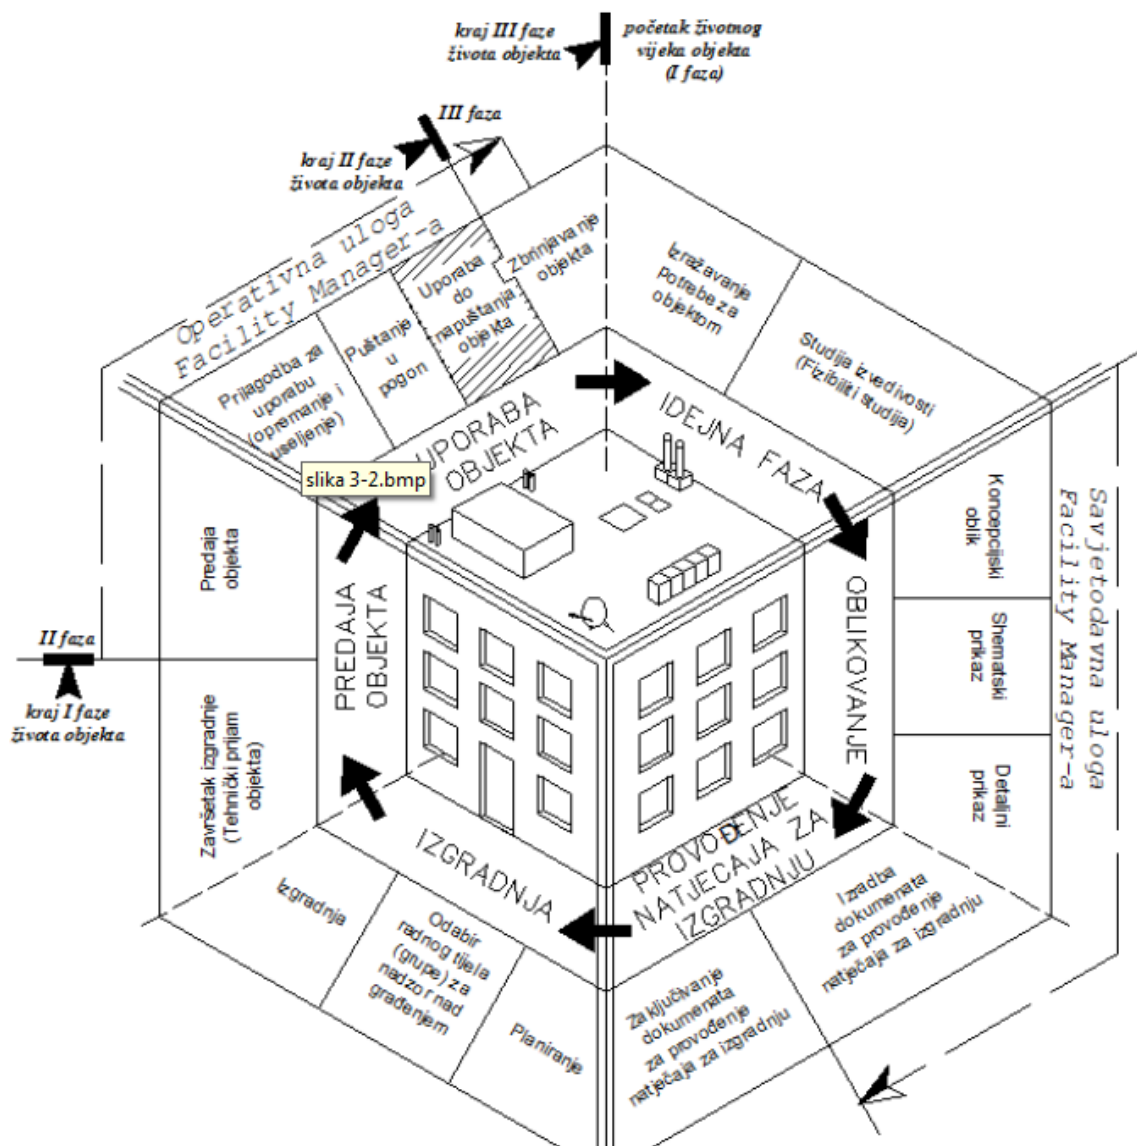 kraj III faze
života objekta
početak životnog
vijeka objekta
(I faza)
III faza
kraj II faze
života objekta
Operativna uloga
Facility Manager-a
Prilagodba za
uporabu
(opremanje i
useljenje)
Puštanje
u
pogon
Uporaba
do
napuštanja
objekta
Zbrinjavanje
objekta
Izražavanje
potrebe za
objektom
Studija izvedivosti
(Fizibiliti studija)
UPORABA
OBJEKTA
IDEJNA FAZA
slika 3-2.bmp
Koncepcijski
oblik
Shematski
prikaz
Detaljni
prikaz
Savjetodavna uloga
Facility Manager-a
OBLIKOVANJE
Predaja
objekta
PREDAJA
OBJEKTA
II faza
kraj I faze
života objekta
Završetak izgradnje
(Tehnički prijam
objekta)
IZGRADNJA
PROVOĐENJE
NATJECAJA ZA
IZGRADNJU
Izgradnja
Odabir
radnog tijela
(grupe) za
nadzor nad
građenjem
Planiranje
Zaključivanje
dokumenata
za provođenje
natječaja za izgradnju
Izradba
dokumenata
za provođenje
natječaja za izgradnju